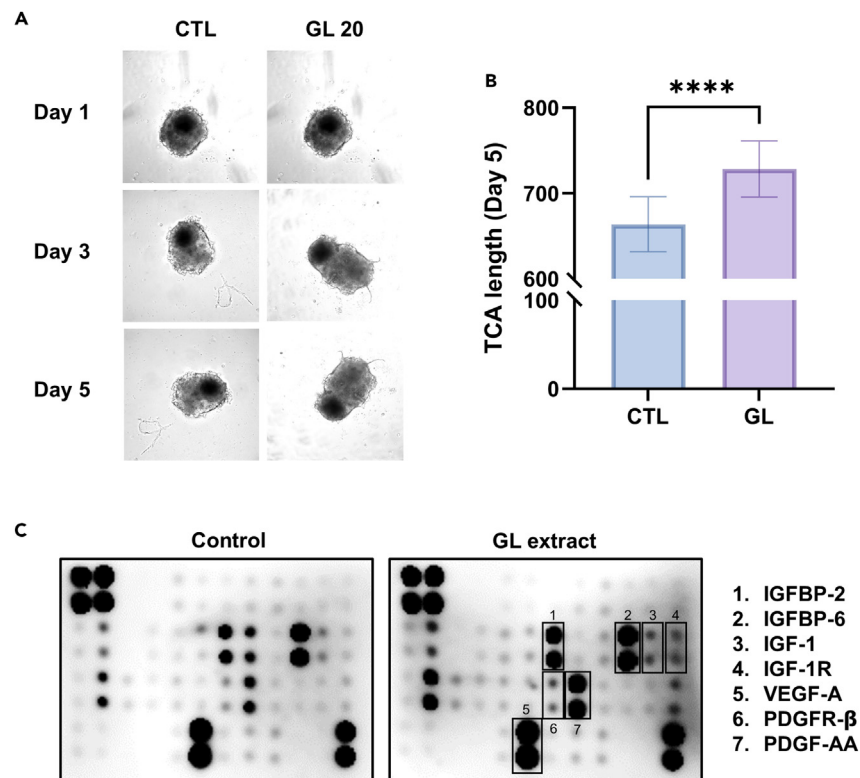 A
CTL GL 20
Day 1
Day 3
Day 5
B
****
800
700
600
100
0
TCA length (Day 5)
CTL GL
C
Control GL extract
1 2 3 4
5 6 7
1. IGFBP-2
2. IGFBP-6
3. IGF-1
4. IGF-1R
5. VEGF-A
6. PDGFR-β
7. PDGF-AA